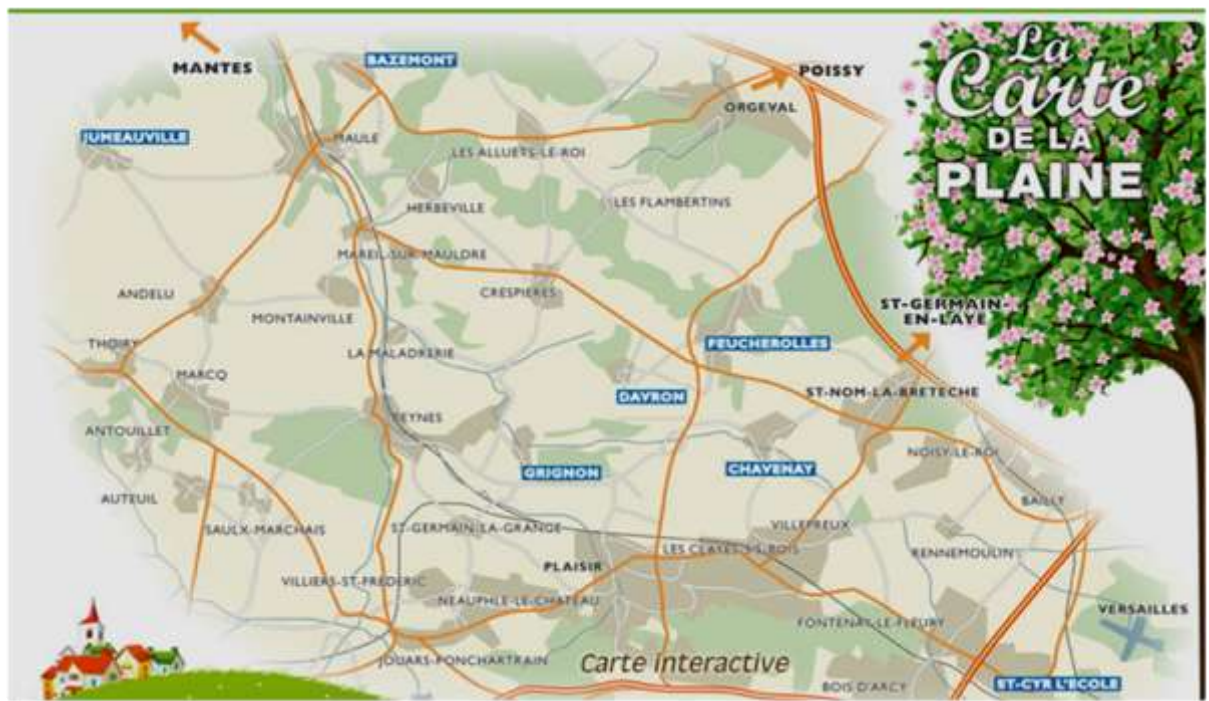 La
Carte
DE LA
PLAINE
MANTES
BAZEMONT
POISSY
ORGEVAL
JUMEAUVILLE
MAULE
LES ALLUETS-LE-ROI
HERBEVILLE
LES FLAMBERTINS
MAREIL-SUR-MAULDRE
ANDELU
CRESPIERES
ST-GERMAIN-
EN-LAYE
MONTAINVILLE
THOIRY
LA MALADRERIE
FEUCHEROLLES
MARCQ
DAVRON
ST-NOM-LA-BRETECHE
BEYNES
ANTOUILLET
NOISY-LE-ROI
GRIGNON
CHAVENAY
AUTEUIL
BAILLY
SAULX-MARCHAIS
ST-GERMAIN-LA-GRANGE
VILLEPREUX
LES CLAYES-SS-BOIS
RENNEMOULIN
PLAISIR
VILLIERS-ST-FREDERIC
NEAUPHLE-LE-CHATEAU
VERSAILLES
FONTENAY-LE-FLEURY
JOUARS-PONCHARTRAIN
Carte interactive
BOIS D'ARCY
ST-CYR L'ECOLE